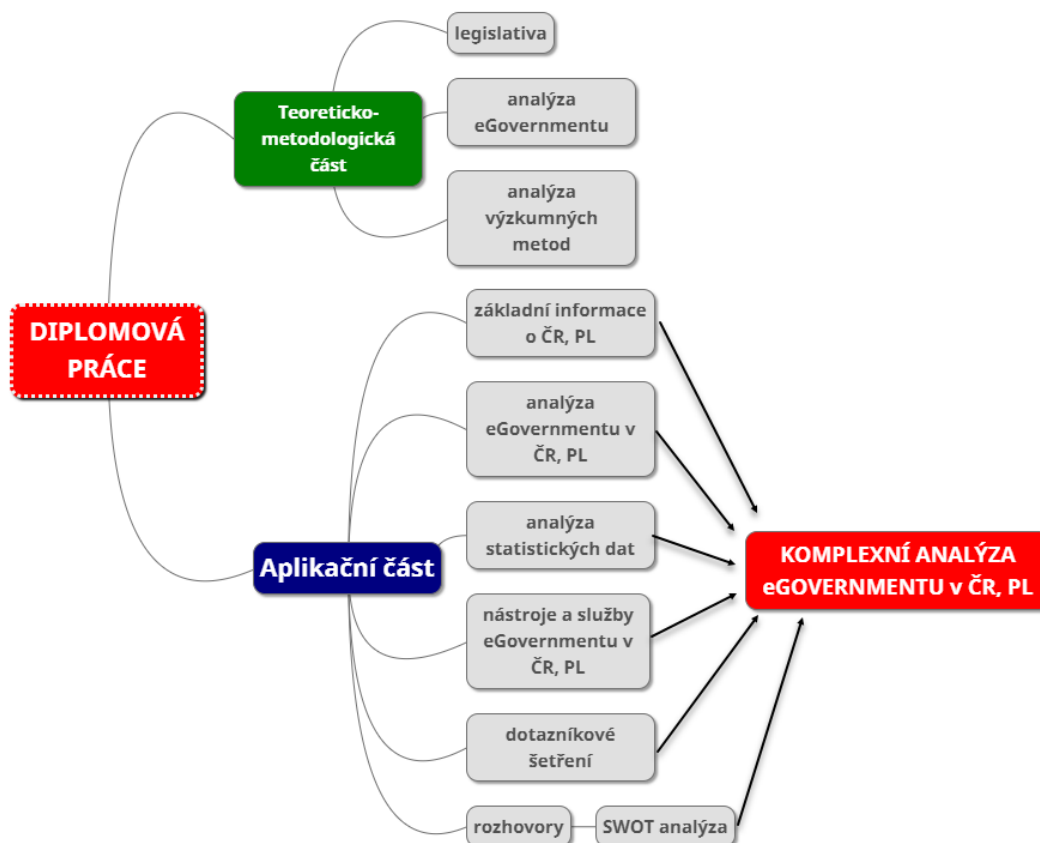 legislativa
Teoreticko-
metodologická
část
analýza
eGovernmentu
analýza
výzkumných
metod
DIPLOMOVÁ
PRÁCE
základní informace
o ČR, PL
analýza
eGovernmentu v
ČR, PL
analýza
statistických dat
Aplikační část
KOMPLEXNÍ ANALÝZA
eGOVERNMENTU v ČR, PL
nástroje a služby
eGovernmentu v
ČR, PL
dotazníkové
šetření
rozhovory
SWOT analýza